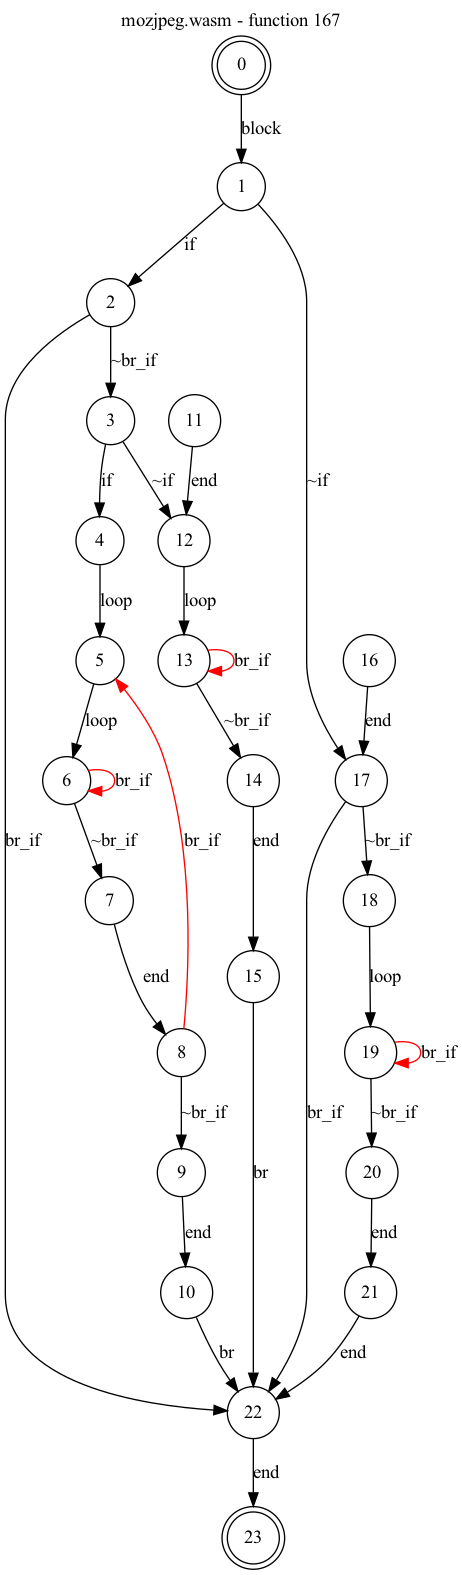 mozjpeg.wasm - function 167
0
block
1
if
2
~br_if
3
11
if
~if
end
~if
4
12
loop
loop
5
13
br_if
16
loop
~br_if
end
6
br_if
14
17
br_if
~br_if
br_if
end
~br_if
7
18
end
15
loop
8
19
br_if
~br_if
br_if
~br_if
9
br
20
end
end
10
21
br
end
22
end
23